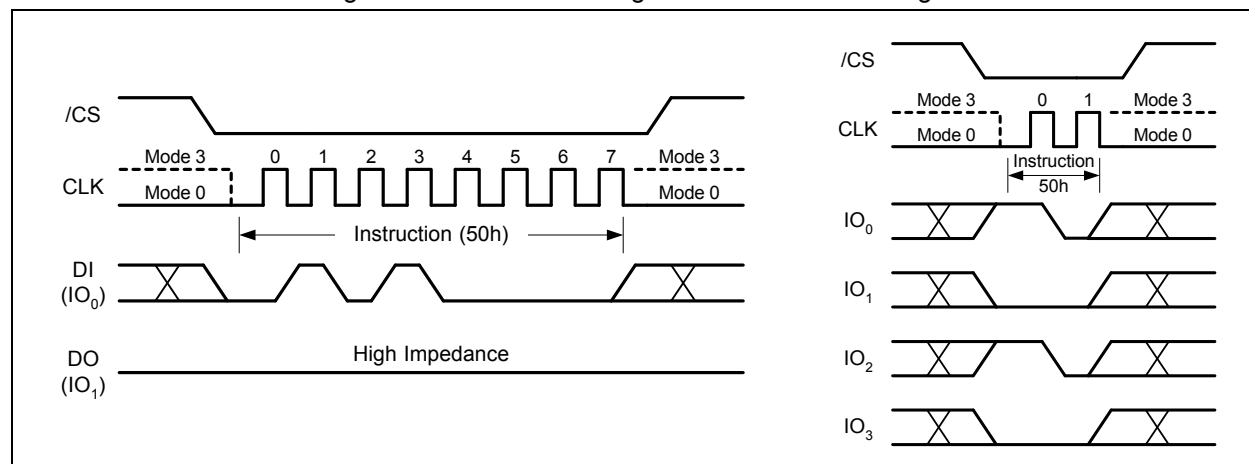 /CS
Mode 3 0 1 2 3 4 5 6 7 Mode 3
CLK
Mode 0 Mode 0
Instruction (50h)
DI
(IO0)
High Impedance
DO
(IO1)
/CS
Mode 3 0 1 Mode 3
CLK
Mode 0 Mode 0
Instruction
50h
IO0
IO1
IO2
IO3